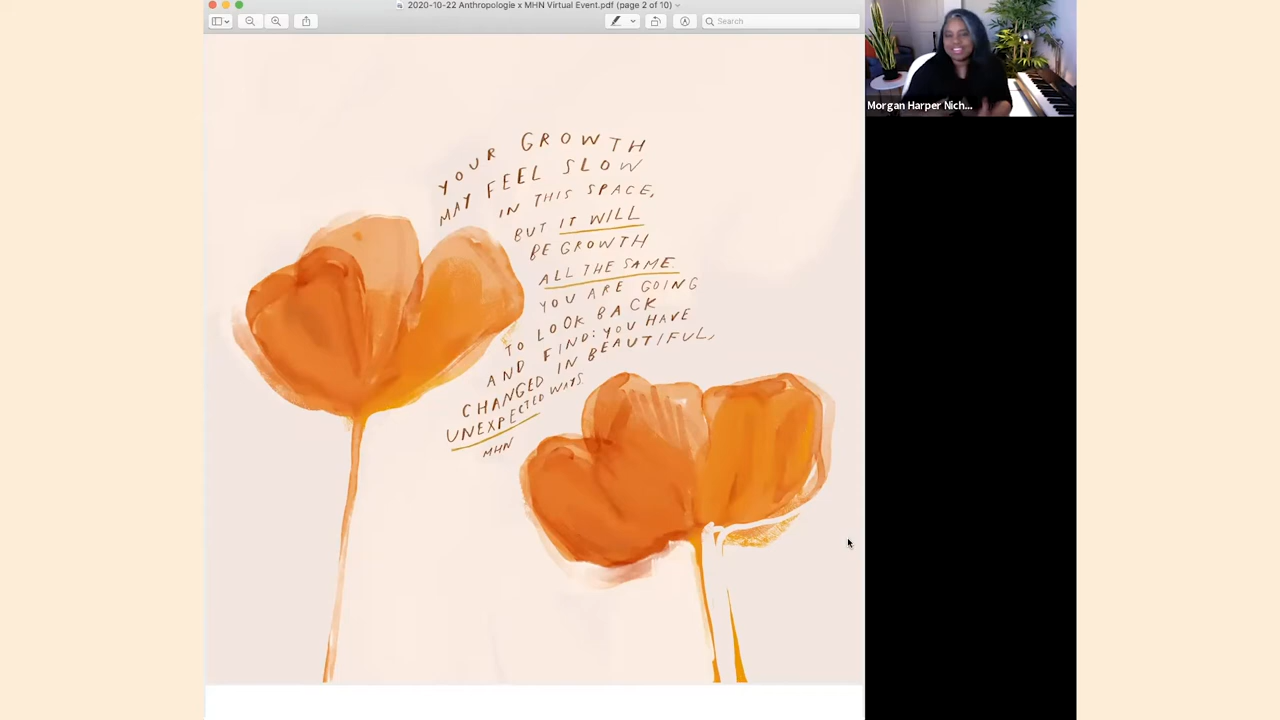 2020-10-22 Anthropologie x MHN Virtual Event.pdf (page 2 of 10)
Search
Morgan Harper Nich...
YOUR GROWTH
MAY FEEL SLOW
IN THIS SPACE,
BUT IT WILL
BE GROWTH
ALL THE SAME.
YOU ARE GOING
TO LOOK BACK
AND FIND: YOU HAVE
CHANGED IN BEAUTIFUL,
UNEXPECTED WAYS.
MHN